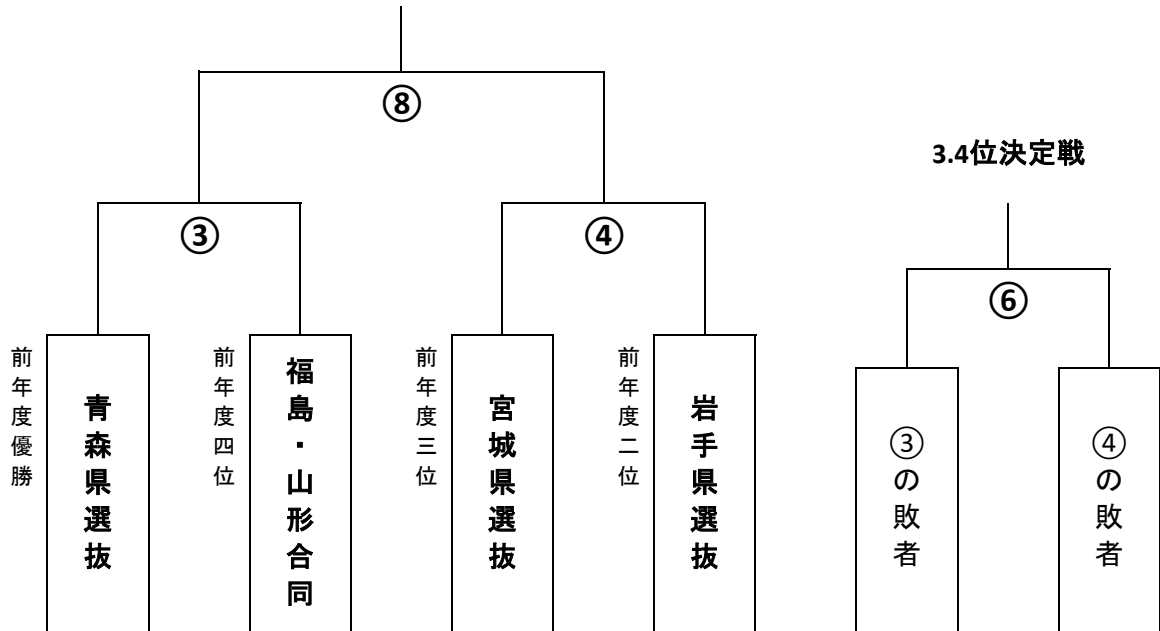 ⑧
3.4位決定戦
③
④
⑥
前年度優勝
青森県選抜
前年度四位
福島・山形合同
前年度三位
宮城県選抜
前年度二位
岩手県選抜
③の敗者
④の敗者